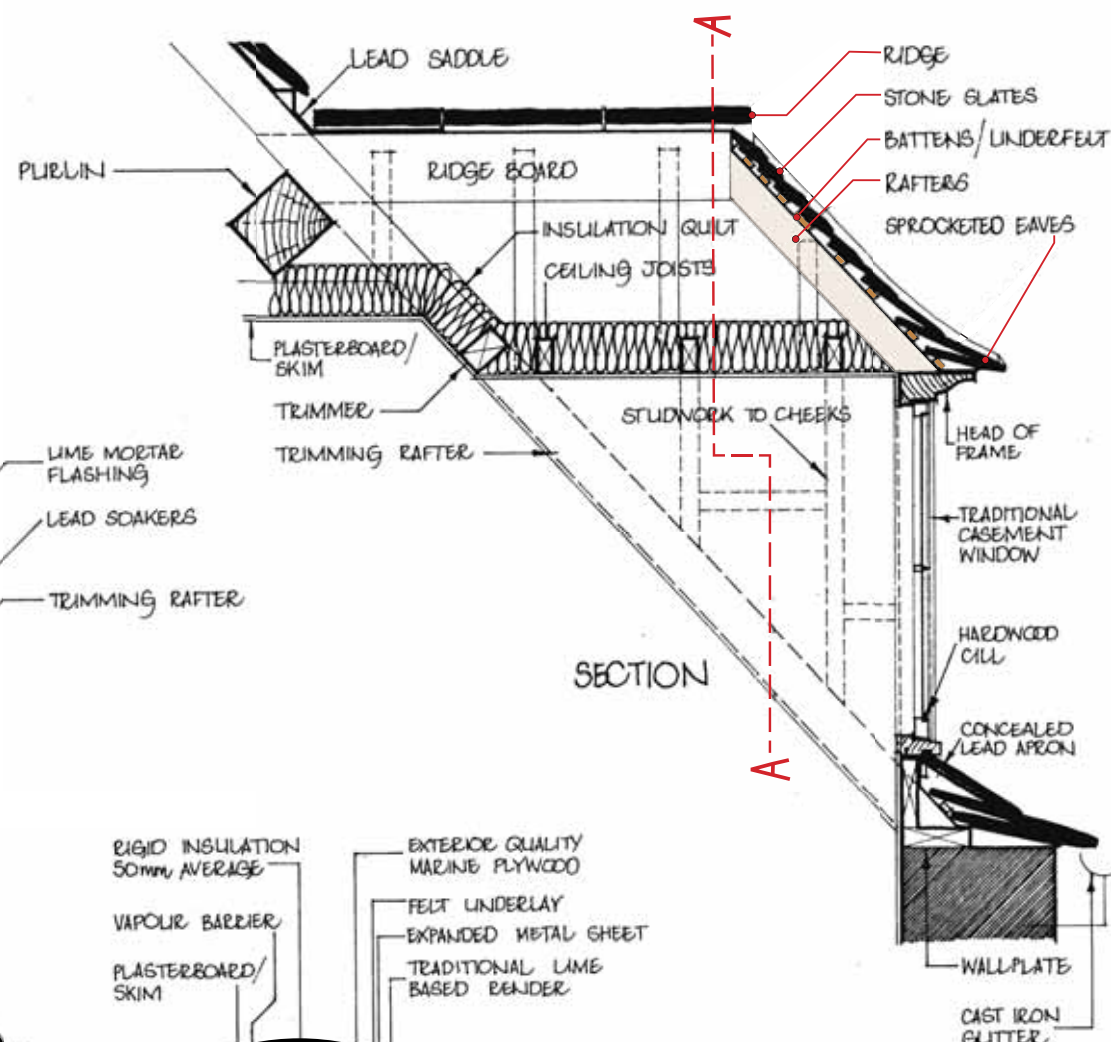 A
RIDGE
LEAD SADDLE
STONE SLATES
BATTENS/UNDERFELT
PURLIN
RIDGE BOARD
RAFTERS
SPROCKETED EAVES
INSULATION QUILT
CEILING JOISTS
PLASTERBOARD/
SKIM
TRIMMER
STUDWORK TO CHEEKS
HEAD OF
FRAME
LIME MORTAR
FLASHING
TRIMMING RAFTER
LEAD SOAKERS
TRADITIONAL
CASEMENT
WINDOW
TRIMMING RAFTER
HARDWOOD
CILL
SECTION
CONCEALED
LEAD APRON
A
RIGID INSULATION
50mm AVERAGE
EXTERIOR QUALITY
MARINE PLYWOOD
VAPOUR BARRIER
FELT UNDERLAY
EXPANDED METAL SHEET
PLASTERBOARD/
SKIM
TRADITIONAL LIME
BASED RENDER
WALLPLATE
CAST IRON
GUTTER